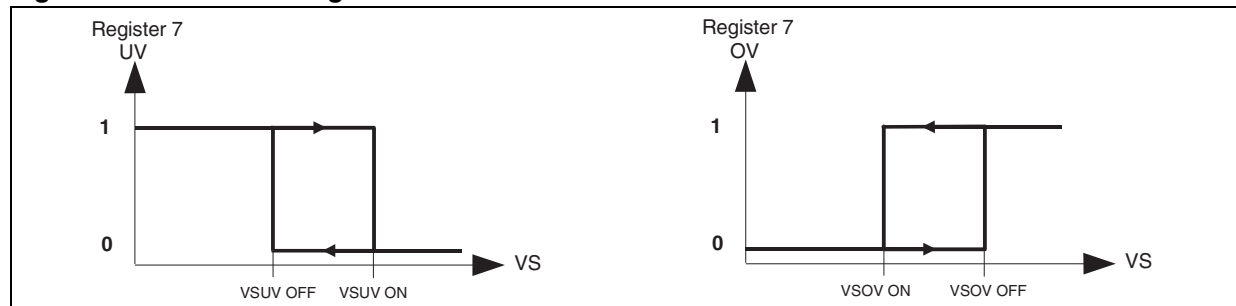 Register 7
UV
1
0
VS
VSUV OFF
VSUV ON
Register 7
OV
1
0
VS
VSOV ON
VSOV OFF